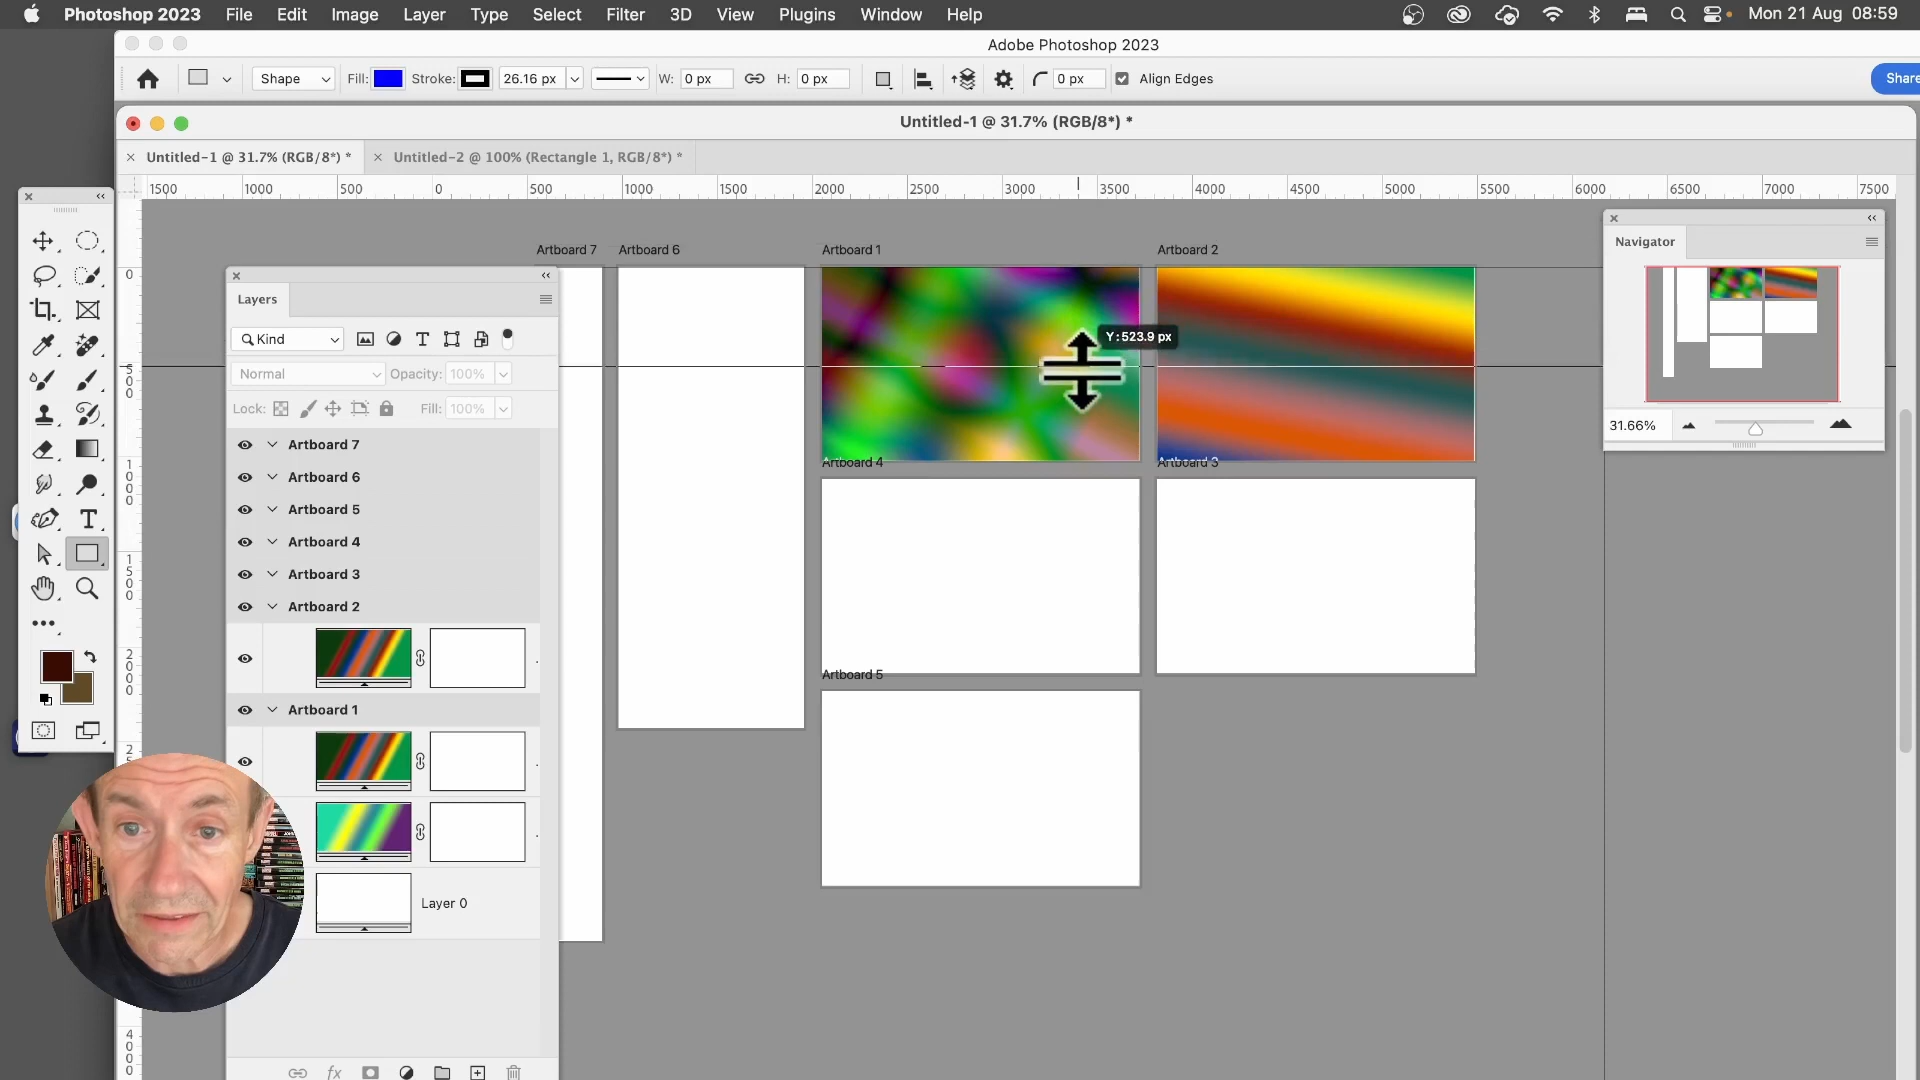 Photoshop 2023 File Edit Image Layer Type Select Filter 3D View Plugins Window Help Mon 21 Aug 08:59
Adobe Photoshop 2023
Shape Fill: Stroke: 26.16 px W: 0 px H: 0 px 0 px Align Edges Share
Untitled-1 @ 31.7% (RGB/8*) *
Untitled-1 @ 31.7% (RGB/8*) * Untitled-2 @ 100% (Rectangle 1, RGB/8*) *
1500 1000 500 0 500 1000 1500 2000 2500 3000 3500 4000 4500 5000 5500 6000 6500 7000 7500
Artboard 7 Artboard 6 Artboard 1 Artboard 2
Navigator
31.66%
Y: 523.9 px
Artboard 4 Artboard 3
Artboard 5
Layers
Kind
Normal Opacity: 100%
Lock: Fill: 100%
Artboard 7
Artboard 6
Artboard 5
Artboard 4
Artboard 3
Artboard 2
Artboard 1
Layer 0
fx
0
500
1000
1500
2000